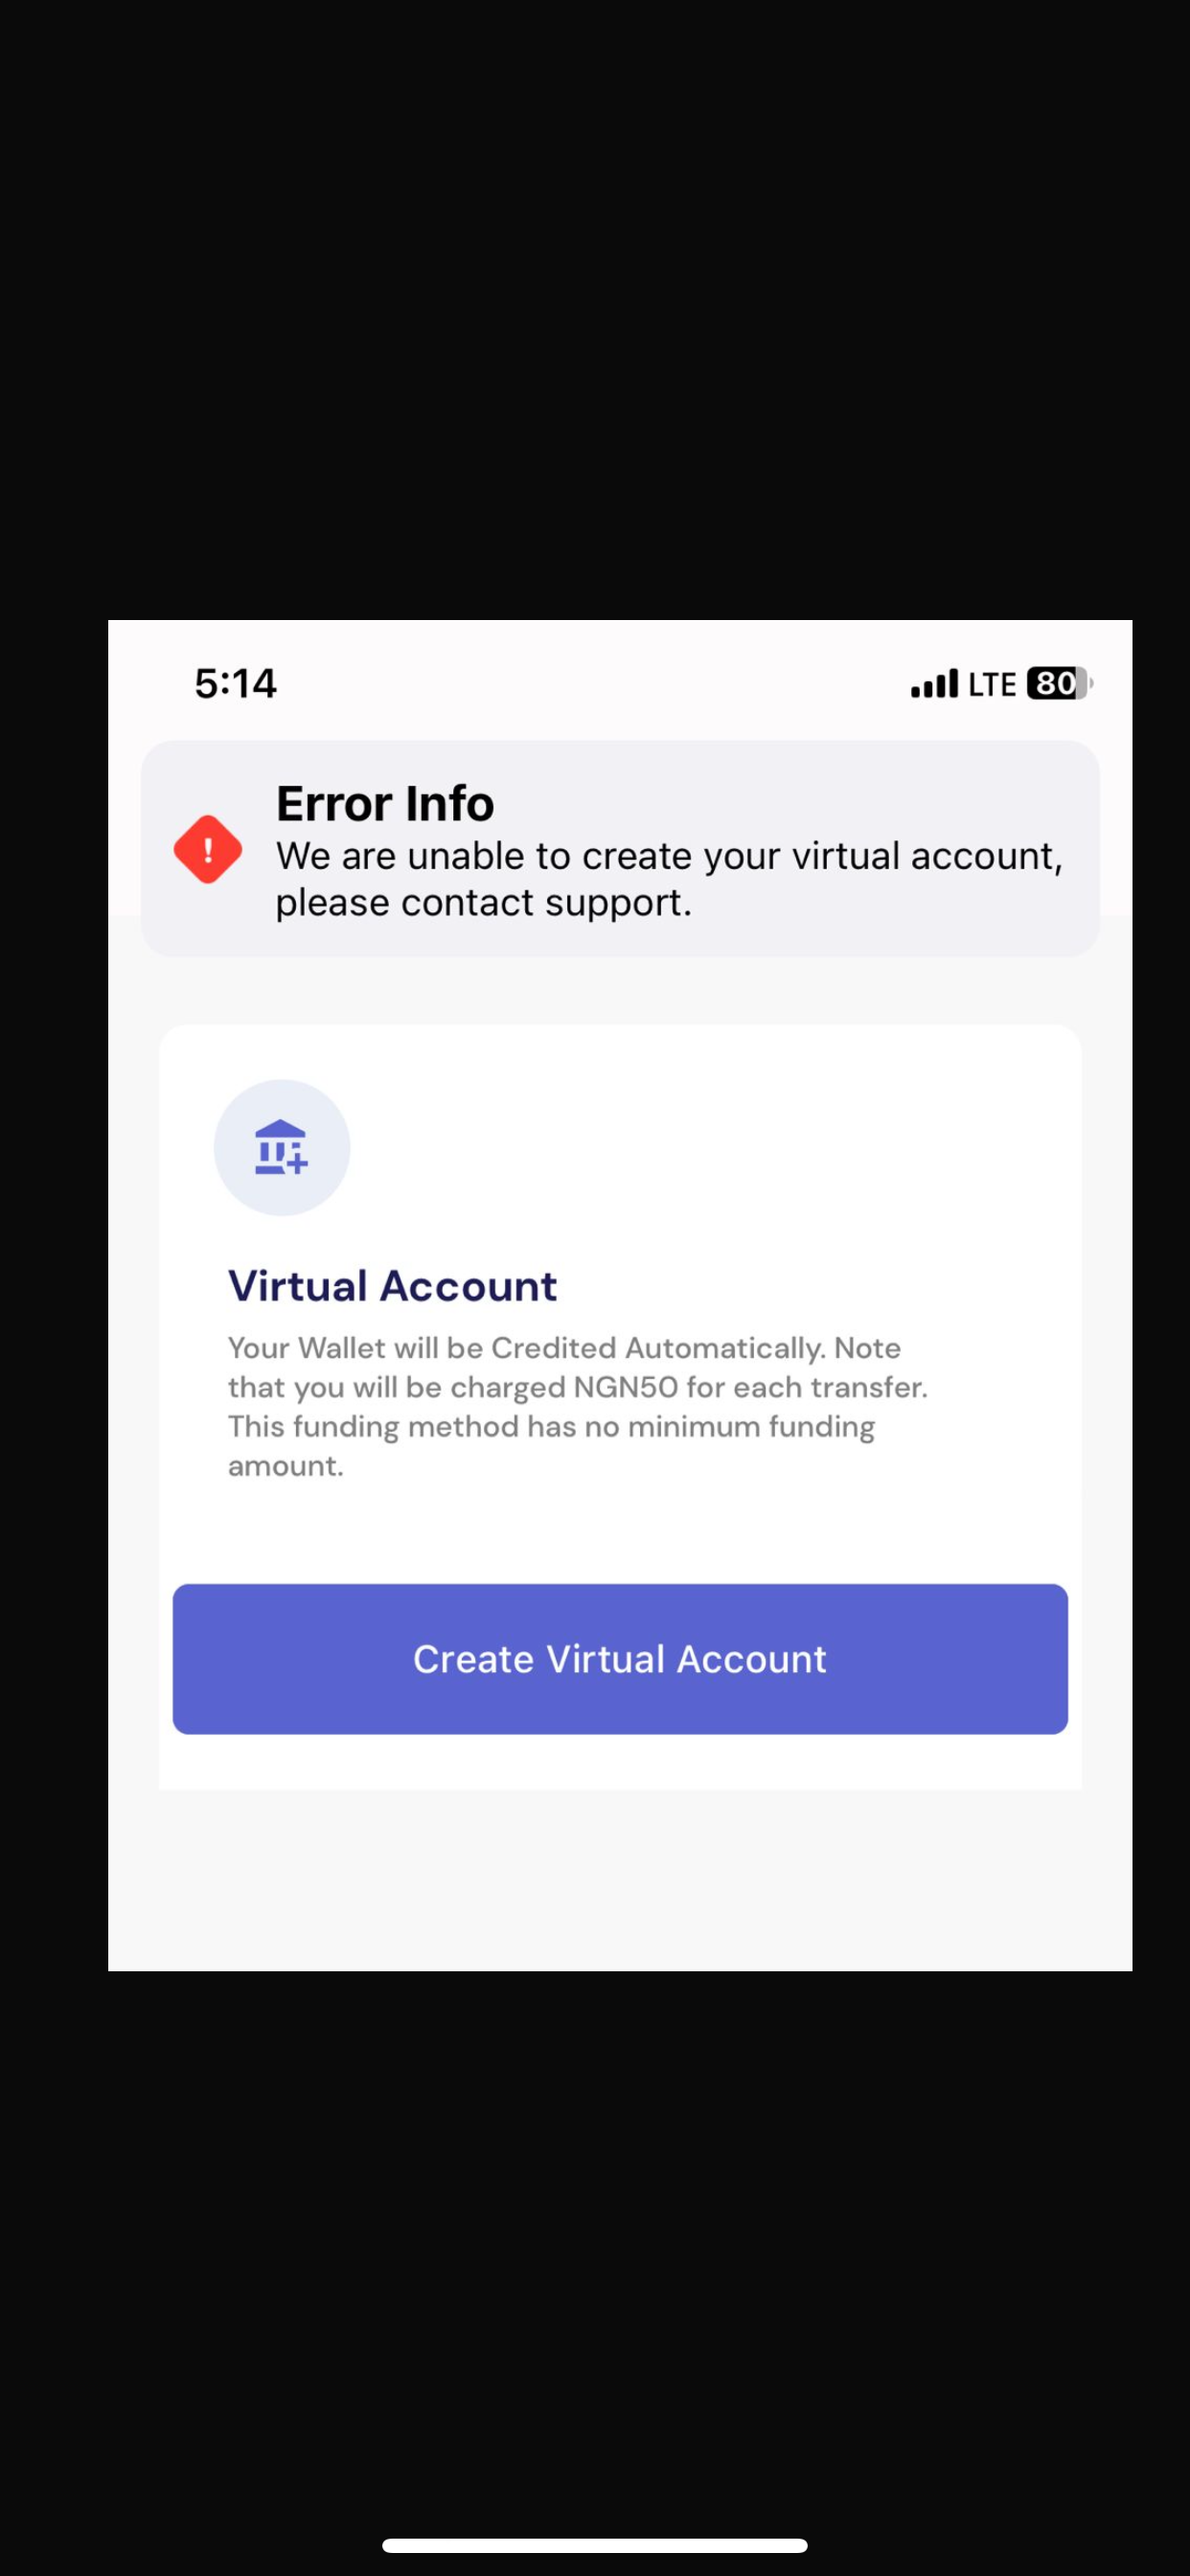 5:14 LTE 80
Error Info
We are unable to create your virtual account,
please contact support.
Virtual Account
Your Wallet will be Credited Automatically. Note
that you will be charged NGN50 for each transfer.
This funding method has no minimum funding
amount.
Create Virtual Account